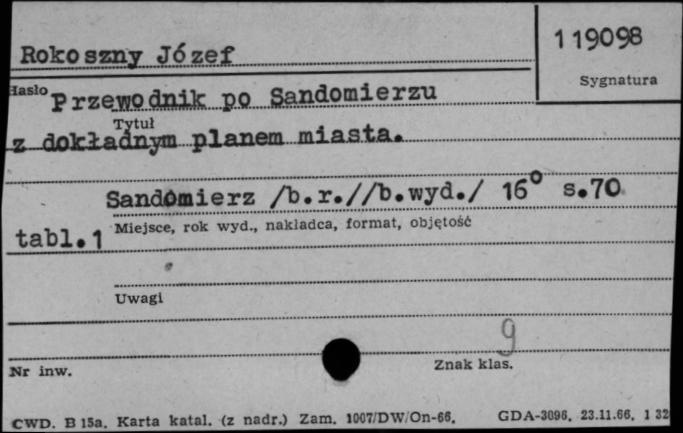 119098
Rokoszny Józef
Sygnatura
Hasło
Przewodnik po Sandomierzu
Tytuł
z dokładnym planem miasta.
Sandomierz /b.r.//b.wyd./ 16° s.70
Miejsce, rok wyd., nakładca, format, objętość
tabl.1
Uwagi
9
Nr inw.
Znak klas.
CWD. B 15a. Karta katal. (z nadr.) Zam. 1007/DW/On-66. GDA-3096. 23.11.66. 1 32